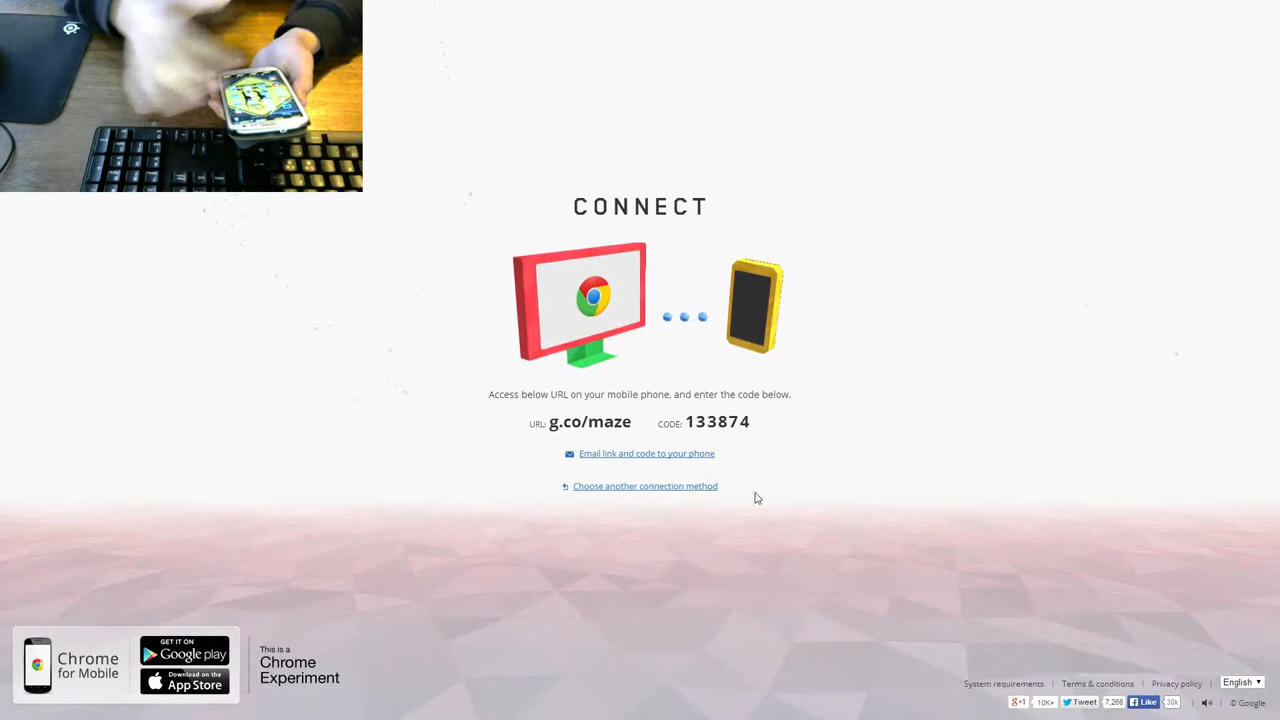 CONNECT
Access below URL on your mobile phone, and enter the code below.
URL: g.co/maze CODE: 133874
Email link and code to your phone
Choose another connection method
Chrome
for Mobile
GET IT ON
Google play
Download on the
App Store
This is a
Chrome
Experiment
System requirements
Terms & conditions
Privacy policy
English
g+1 10K+ Tweet 7,266 Like 30k © Google